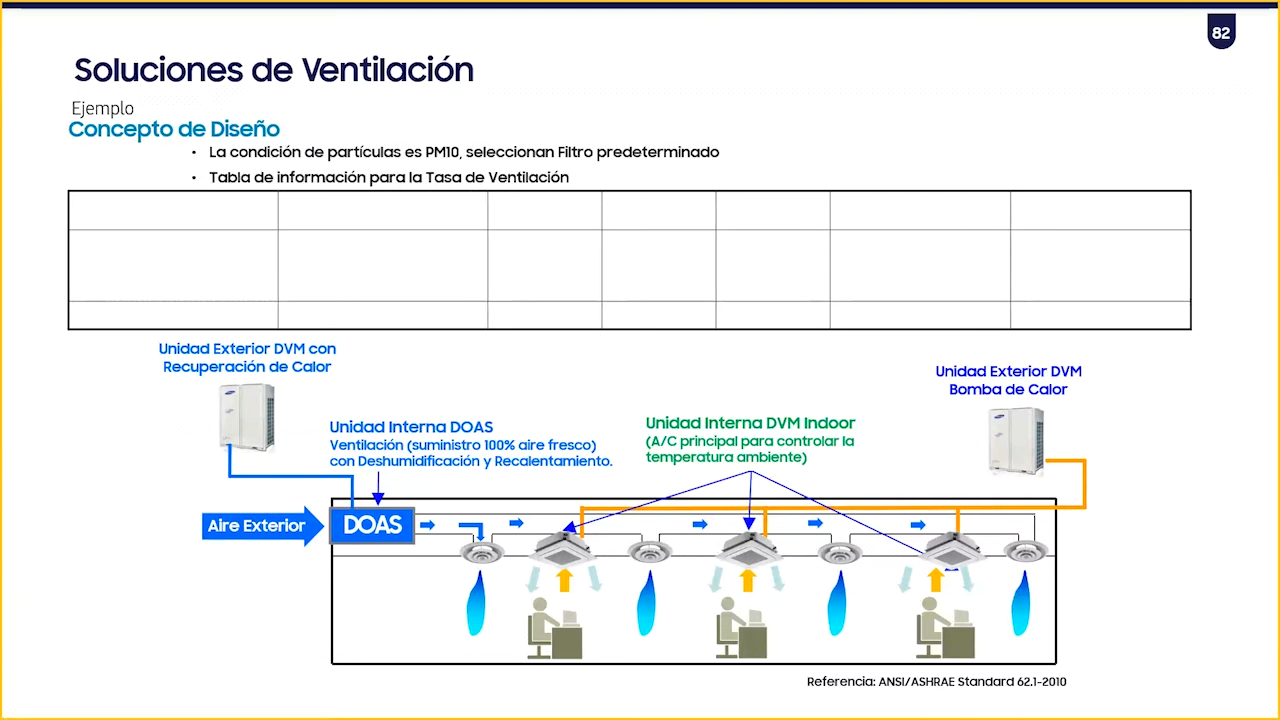 82
Soluciones de Ventilación
Ejemplo
Concepto de Diseño
• La condición de partículas es PM10, seleccionan Filtro predeterminado
• Tabla de información para la Tasa de Ventilación
Unidad Exterior DVM con
Recuperación de Calor
Unidad Exterior DVM
Bomba de Calor
Unidad Interna DOAS
Ventilación (suministro 100% aire fresco)
con Deshumidificación y Recalentamiento.
Unidad Interna DVM Indoor
(A/C principal para controlar la
temperatura ambiente)
Aire Exterior
DOAS
Referencia: ANSI/ASHRAE Standard 62.1-2010